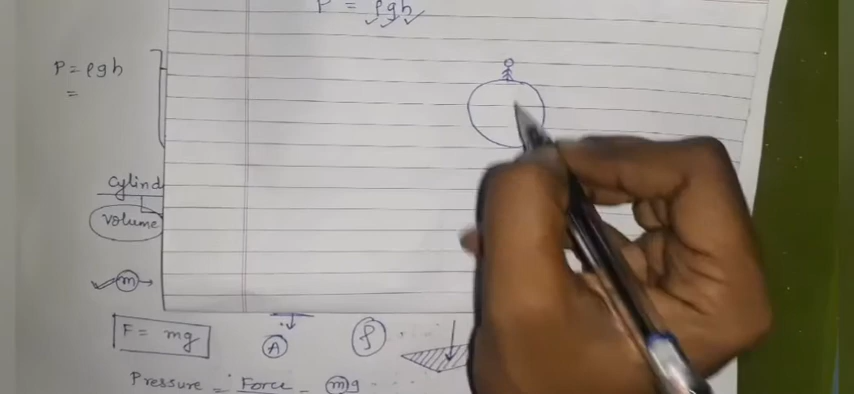 P = ρgh
P = ρgh
=
cylind
volume
m
F = mg
A
ρ
Pressure = Force = mg